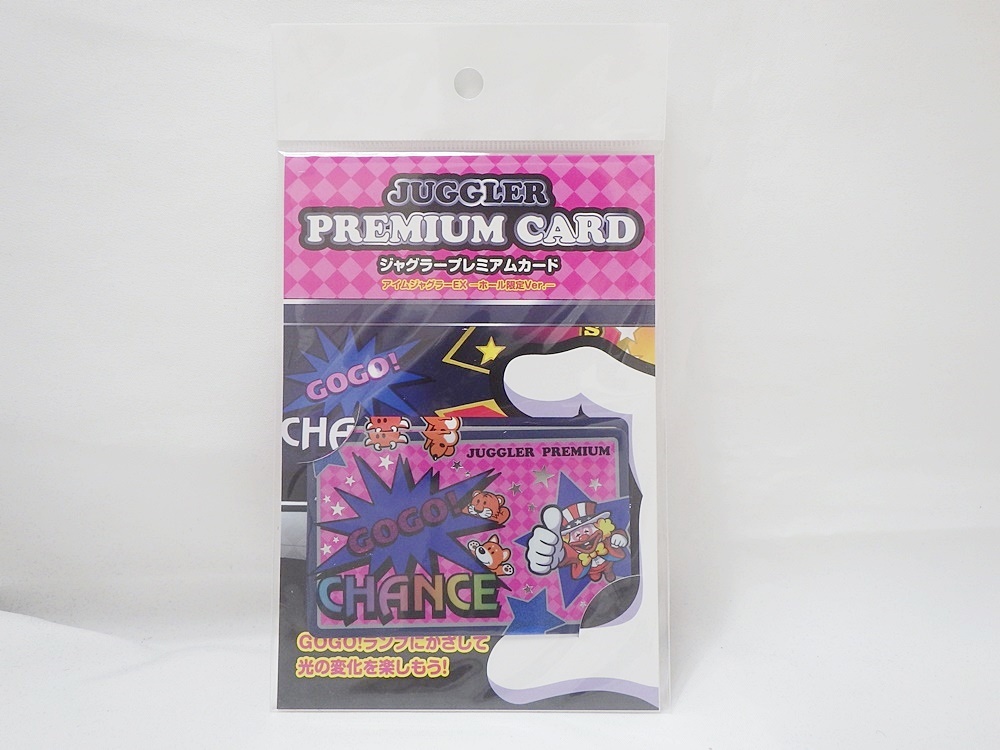 JUGGLER
PREMIUM CARD
ジャグラープレミアムカード
アイムジャグラーEX ーホール限定Ver.ー
S
GOGO!
CHA
JUGGLER PREMIUM
GOGO!
CHANCE
GOGO!ランプにかざして
光の変化を楽しもう!